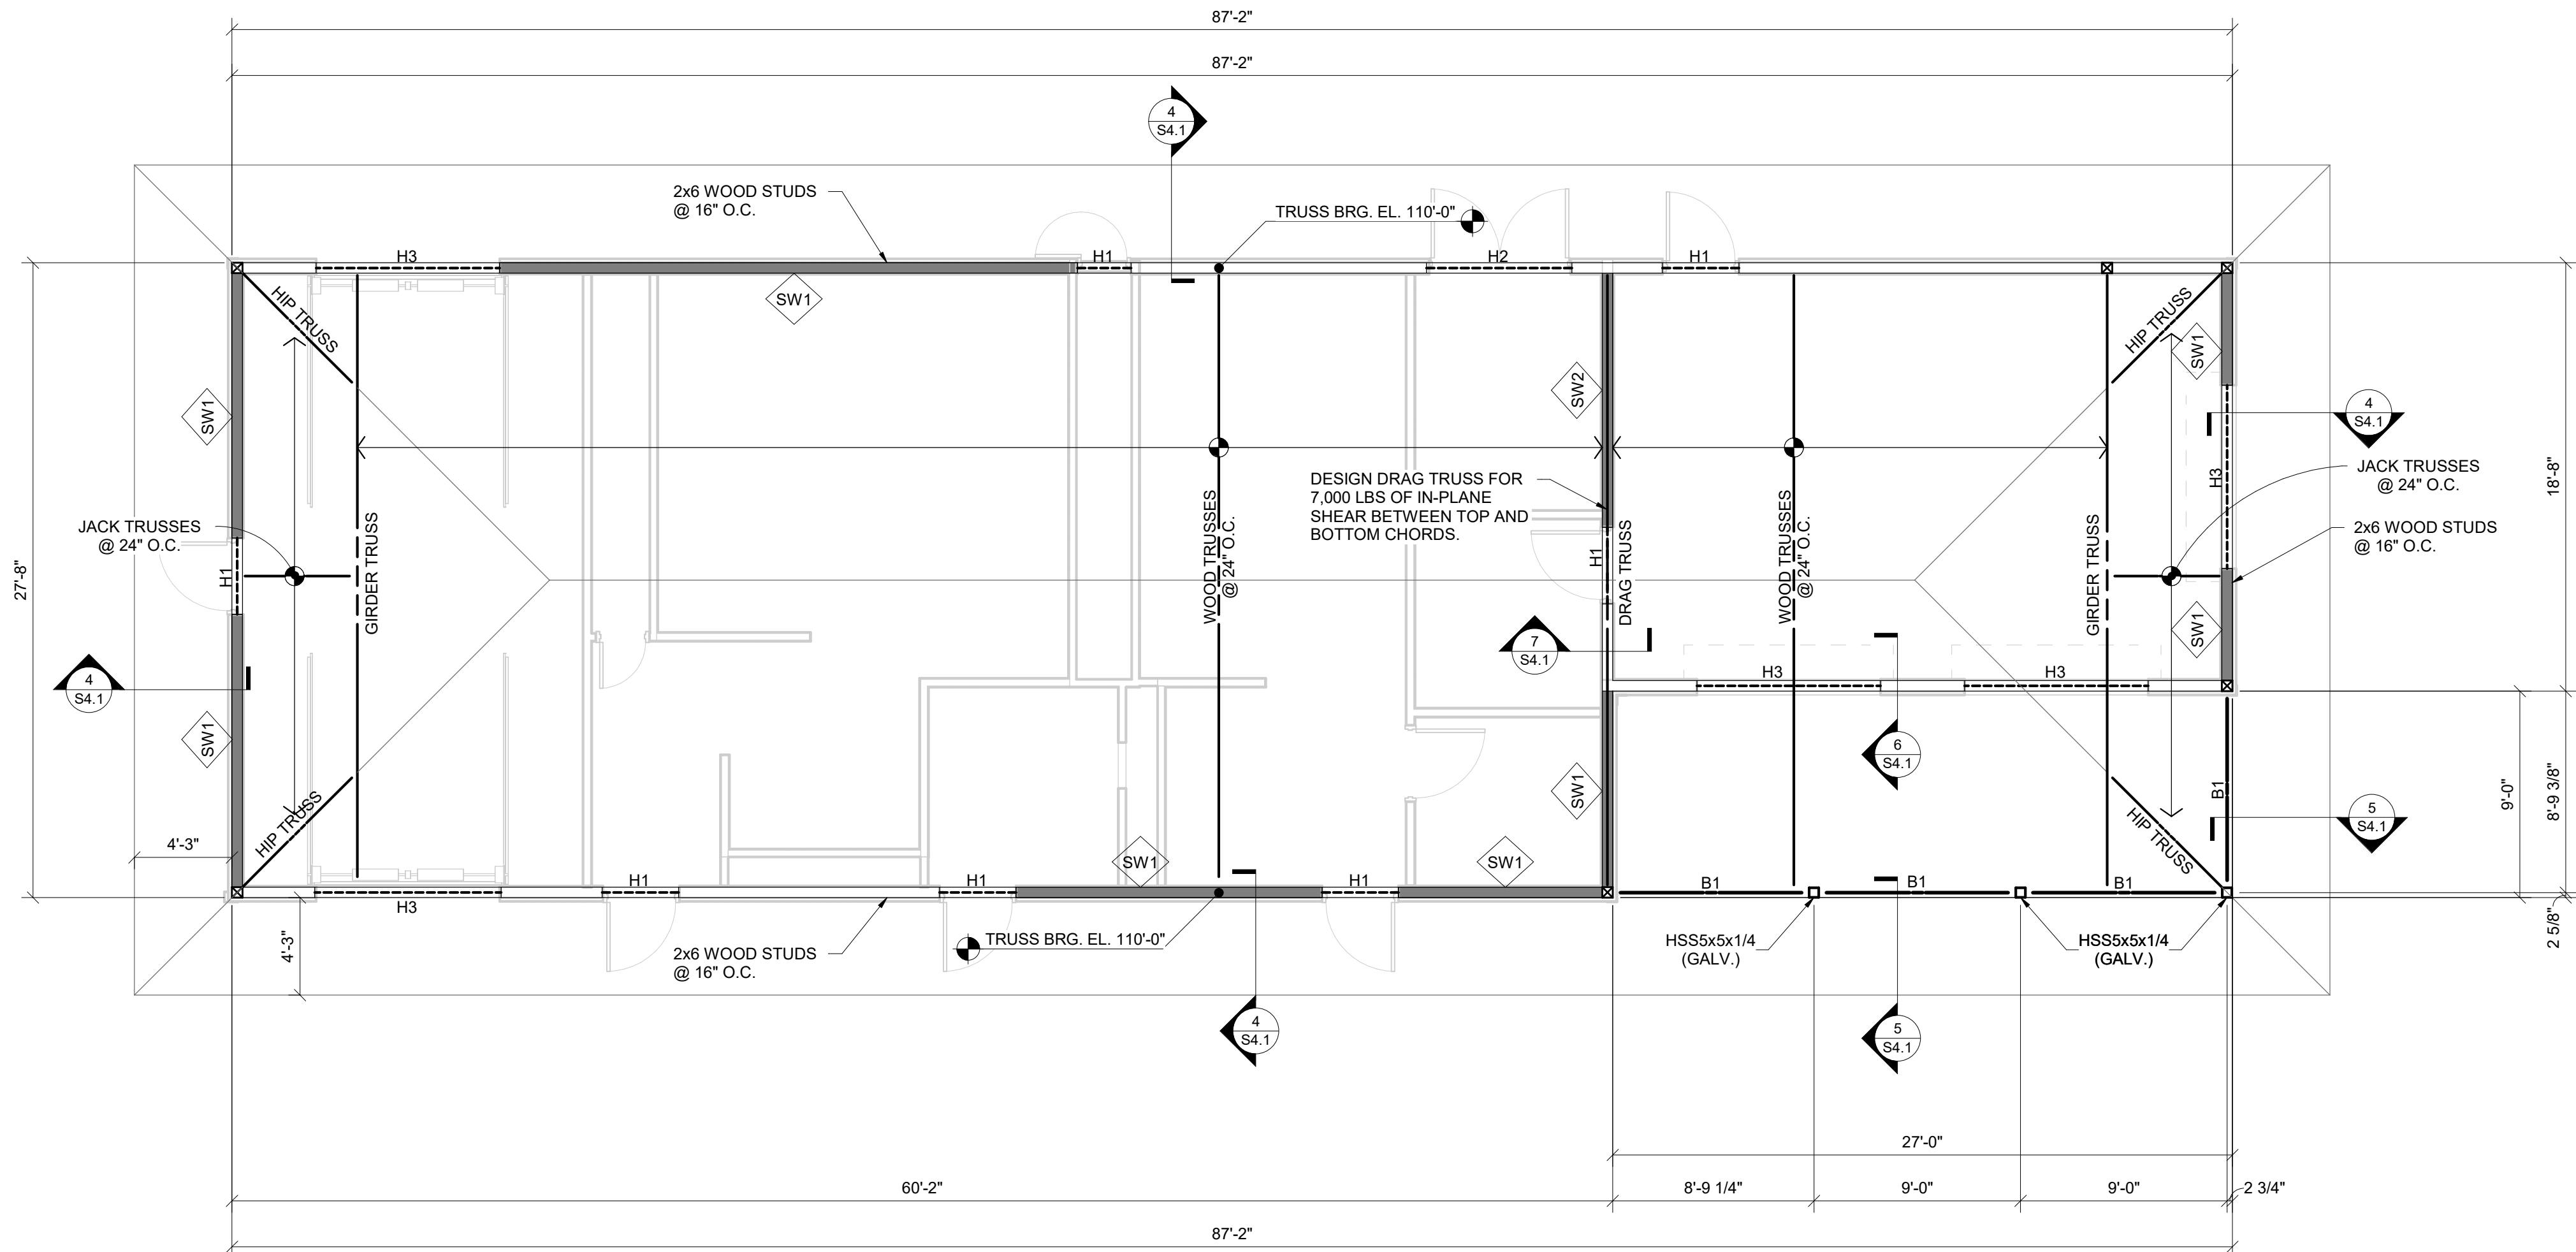 87'-2"
87'-2"
4
S4.1
2x6 WOOD STUDS
@ 16" O.C.
TRUSS BRG. EL. 110'-0"
H3
H1
H2
H1
HIP TRUSS
SW1
HIP TRUSS
SW1
SW1
SW2
4
S4.1
JACK TRUSSES
@ 24" O.C.
H3
18'-8"
DESIGN DRAG TRUSS FOR
7,000 LBS OF IN-PLANE
SHEAR BETWEEN TOP AND
BOTTOM CHORDS.
JACK TRUSSES
@ 24" O.C.
2x6 WOOD STUDS
@ 16" O.C.
27'-8"
H1
GIRDER TRUSS
WOOD TRUSSES
@ 24" O.C.
H1
DRAG TRUSS
WOOD TRUSSES
@ 24" O.C.
GIRDER TRUSS
SW1
7
S4.1
4
S4.1
H3
H3
SW1
6
S4.1
SW1
B1
9'-0"
8'-9 3/8"
5
S4.1
HIP TRUSS
HIP TRUSS
4'-3"
SW1
SW1
H1
H1
H1
B1
B1
B1
H3
4'-3"
2x6 WOOD STUDS
@ 16" O.C.
TRUSS BRG. EL. 110'-0"
HSS5x5x1/4
(GALV.)
HSS5x5x1/4
(GALV.)
2 5/8"
4
S4.1
5
S4.1
27'-0"
60'-2"
8'-9 1/4"
9'-0"
9'-0"
2 3/4"
87'-2"